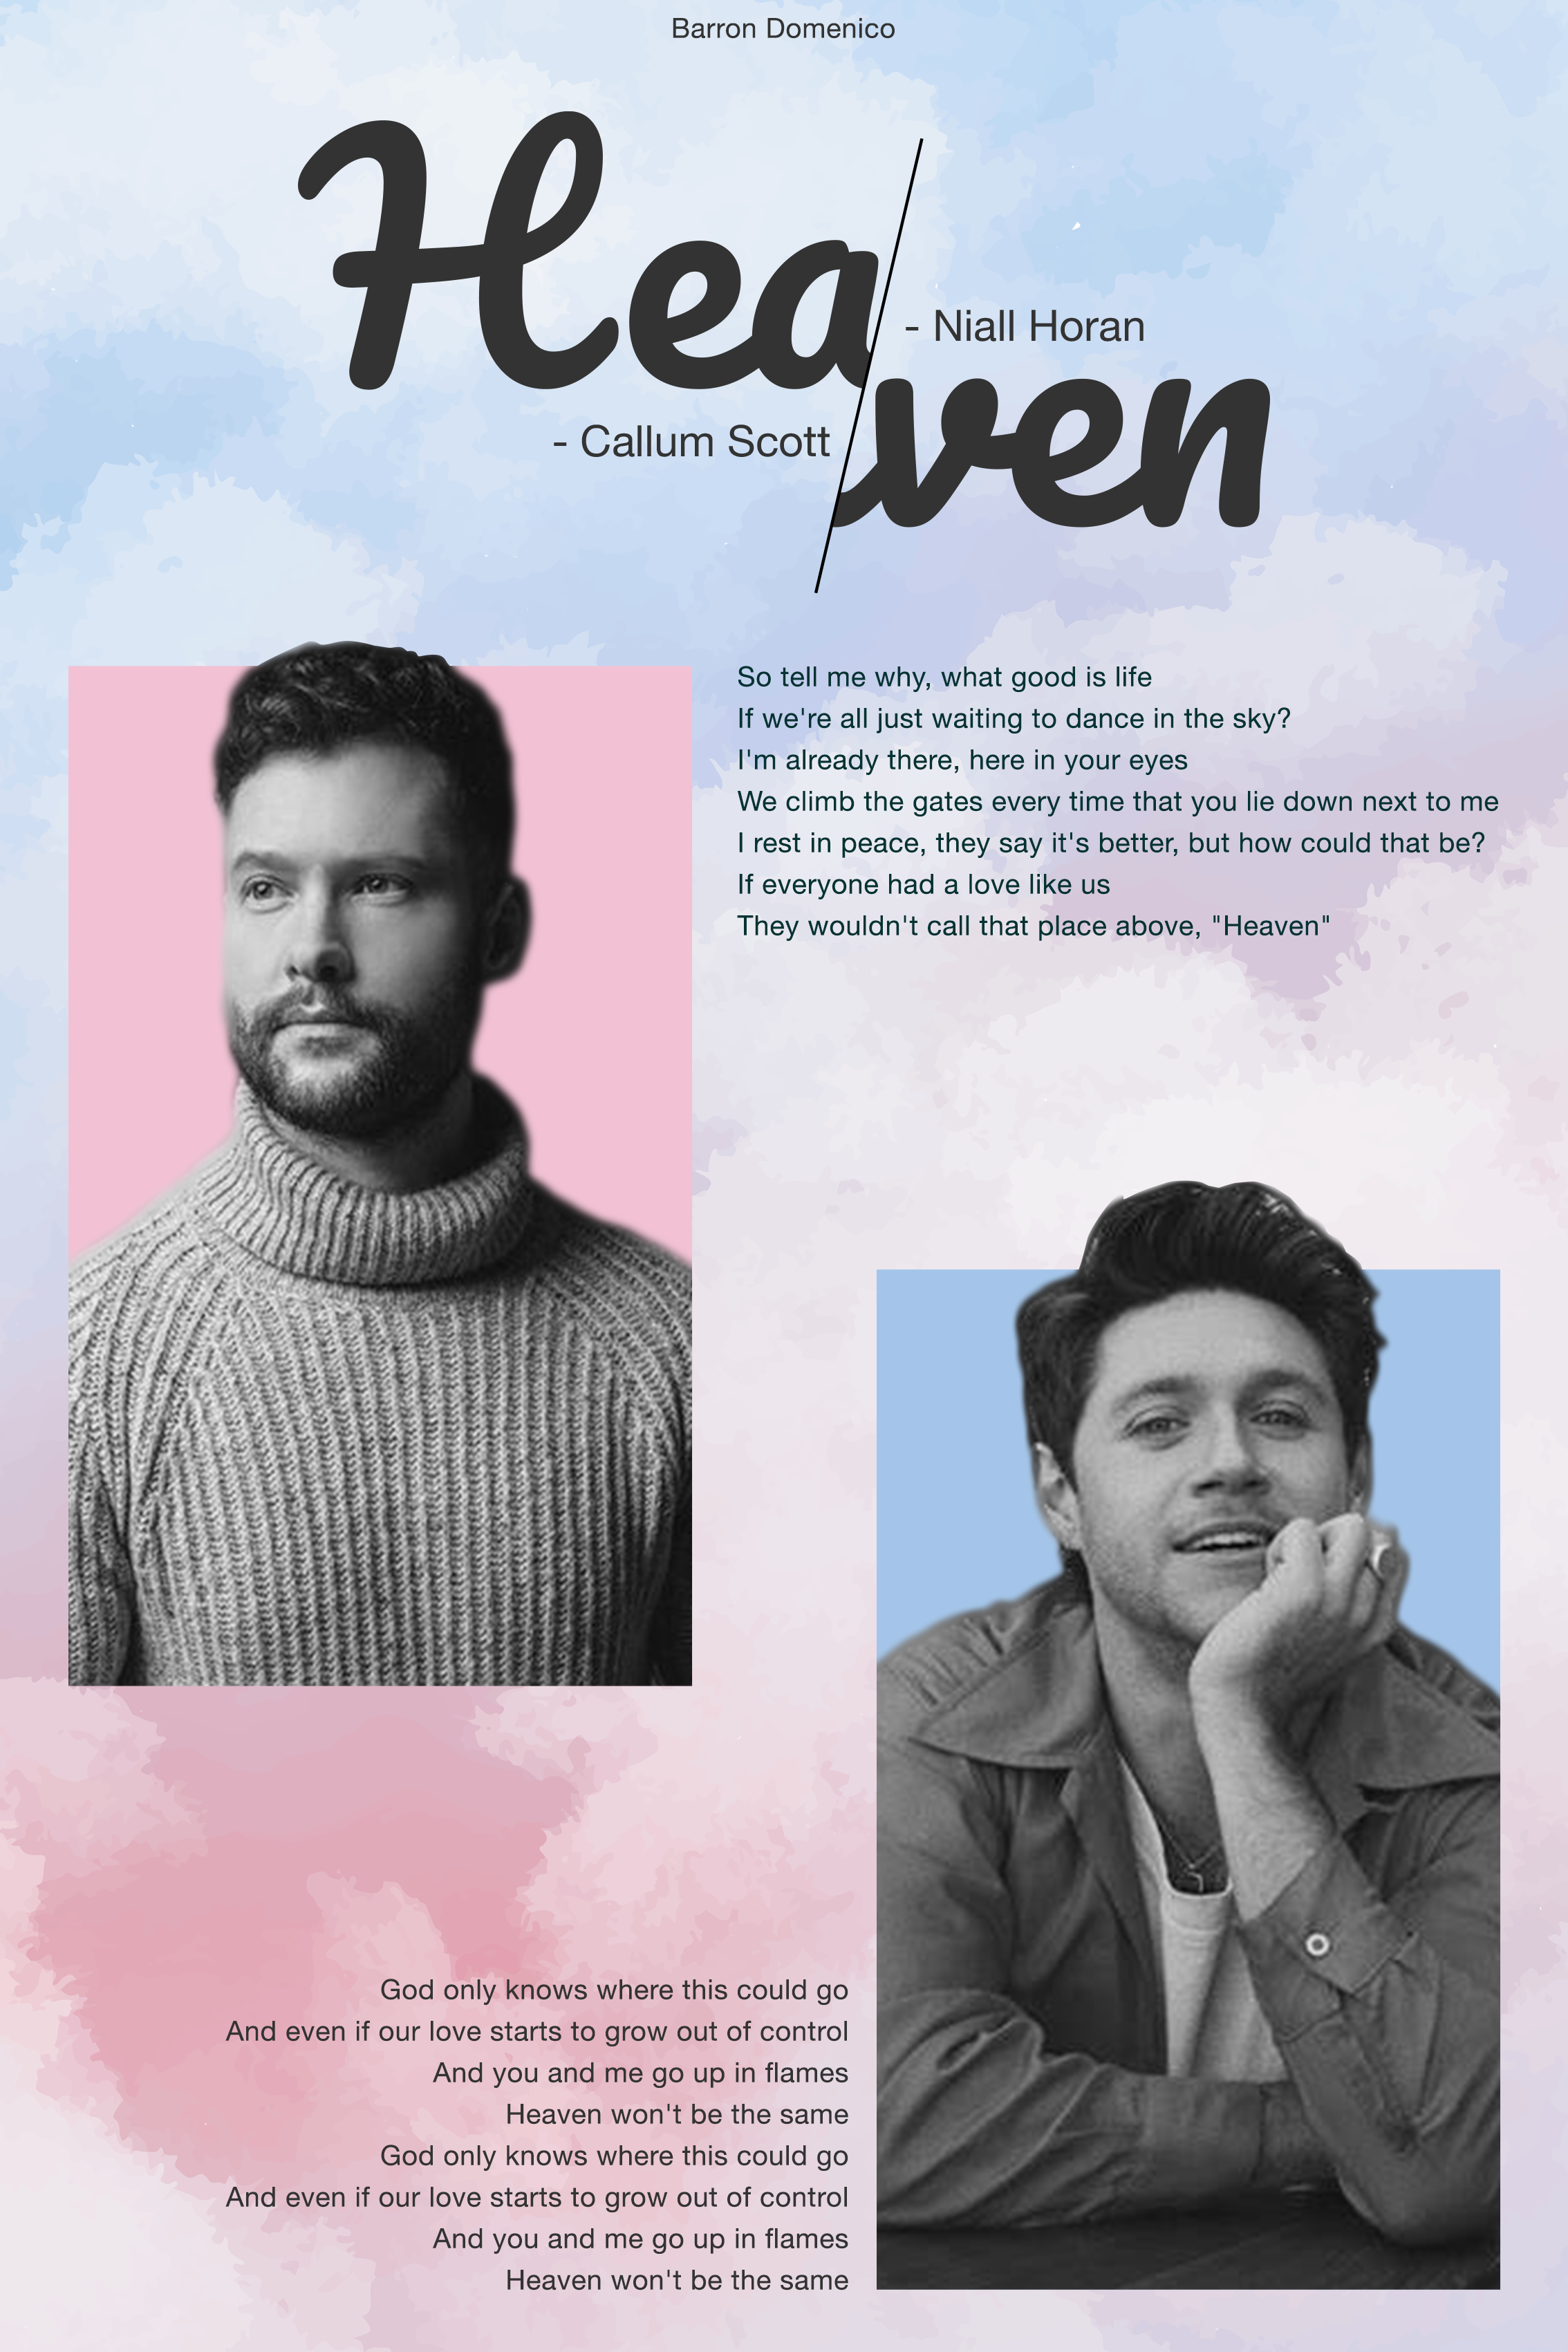 Barron Domenico
Hea
- Niall Horan
- Callum Scott
ven
So tell me why, what good is life
If we're all just waiting to dance in the sky?
I'm already there, here in your eyes
We climb the gates every time that you lie down next to me
I rest in peace, they say it's better, but how could that be?
If everyone had a love like us
They wouldn't call that place above, "Heaven"
God only knows where this could go
And even if our love starts to grow out of control
And you and me go up in flames
Heaven won't be the same
God only knows where this could go
And even if our love starts to grow out of control
And you and me go up in flames
Heaven won't be the same